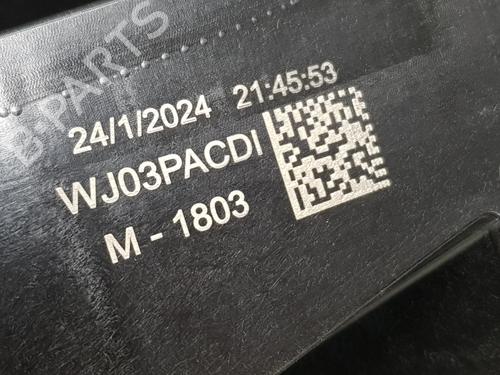 B-PARTS
24/1/2024 21:45:53
WJ03PACDI
M - 1803